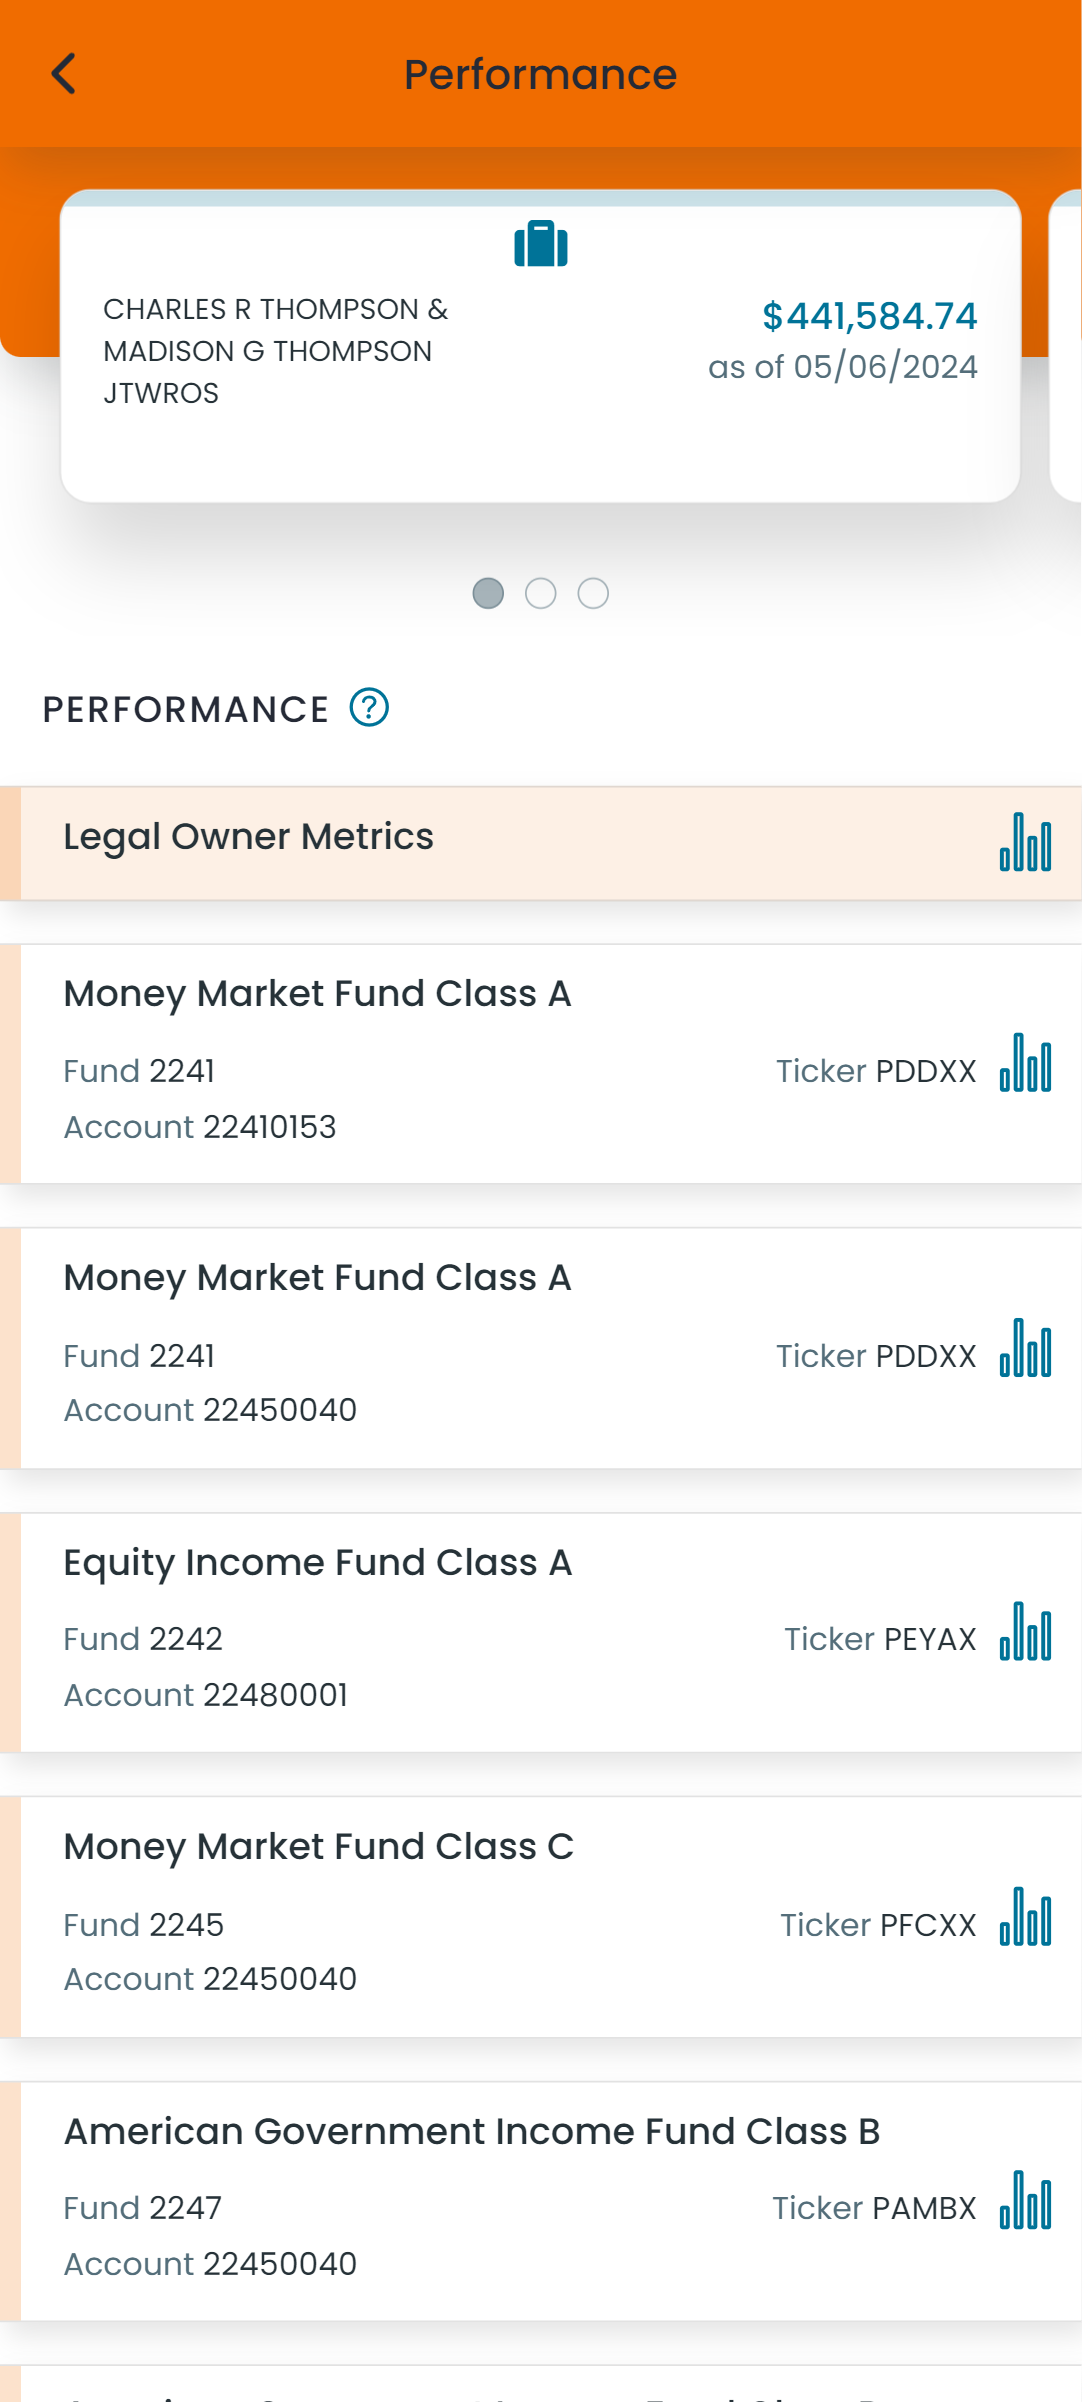 Performance
CHARLES R THOMPSON &
MADISON G THOMPSON
JTWROS
$441,584.74
as of 05/06/2024
PERFORMANCE ?
Legal Owner Metrics
Money Market Fund Class A
Fund 2241
Ticker PDDXX
Account 22410153
Money Market Fund Class A
Fund 2241
Ticker PDDXX
Account 22450040
Equity Income Fund Class A
Fund 2242
Ticker PEYAX
Account 22480001
Money Market Fund Class C
Fund 2245
Ticker PFCXX
Account 22450040
American Government Income Fund Class B
Fund 2247
Ticker PAMBX
Account 22450040